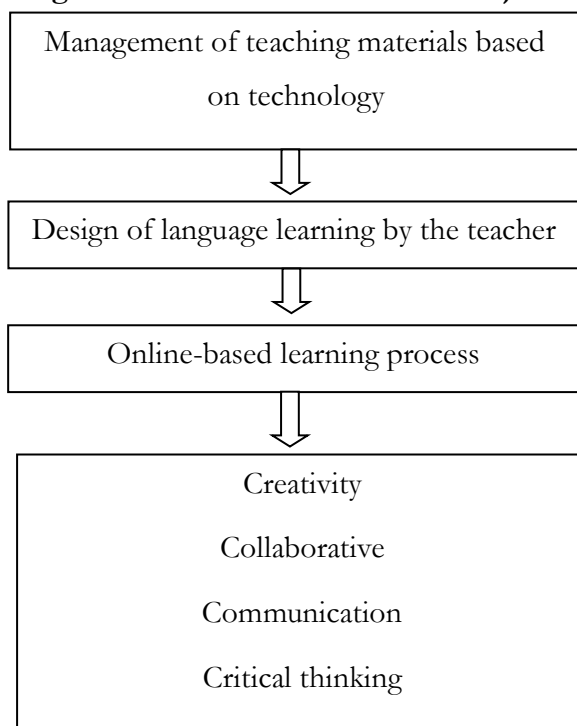 Management of teaching materials based
on technology
Design of language learning by the teacher
Online-based learning process
Creativity
Collaborative
Communication
Critical thinking